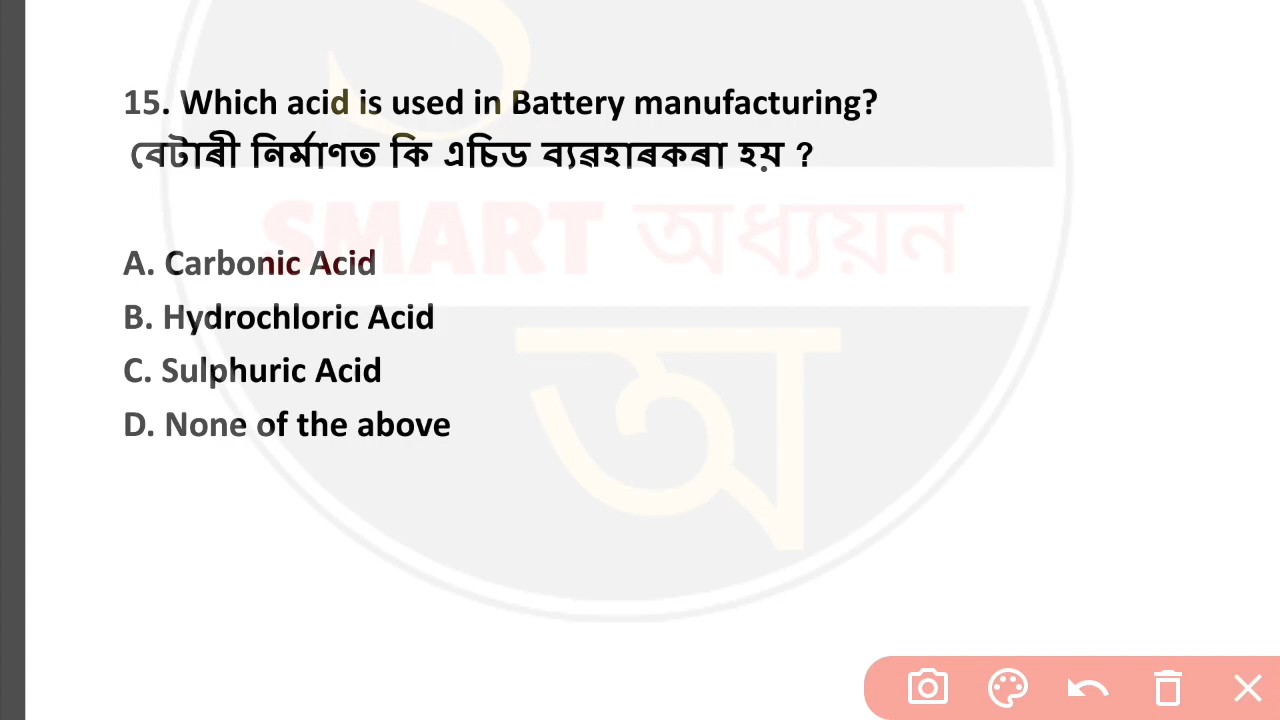 15. Which acid is used in Battery manufacturing?
বেটাৰী নিৰ্মাণত কি এচিড ব্যৱহাৰকৰা হয় ?
SMART অধ্যয়ন
A. Carbonic Acid
B. Hydrochloric Acid
C. Sulphuric Acid
D. None of the above
অ